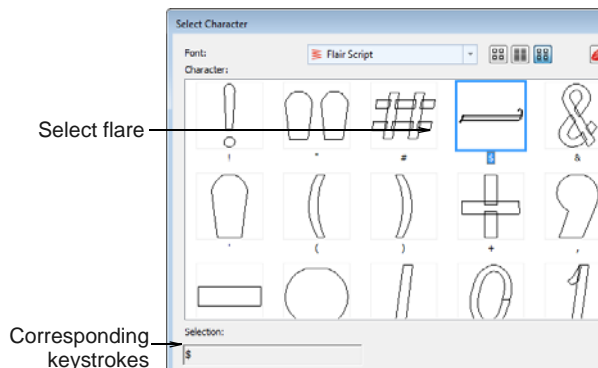 Select Character
Font:
Flair Script
Character:
Select flare
! " # $ &
' ( ) + ,
Corresponding
keystrokes
Selection:
$